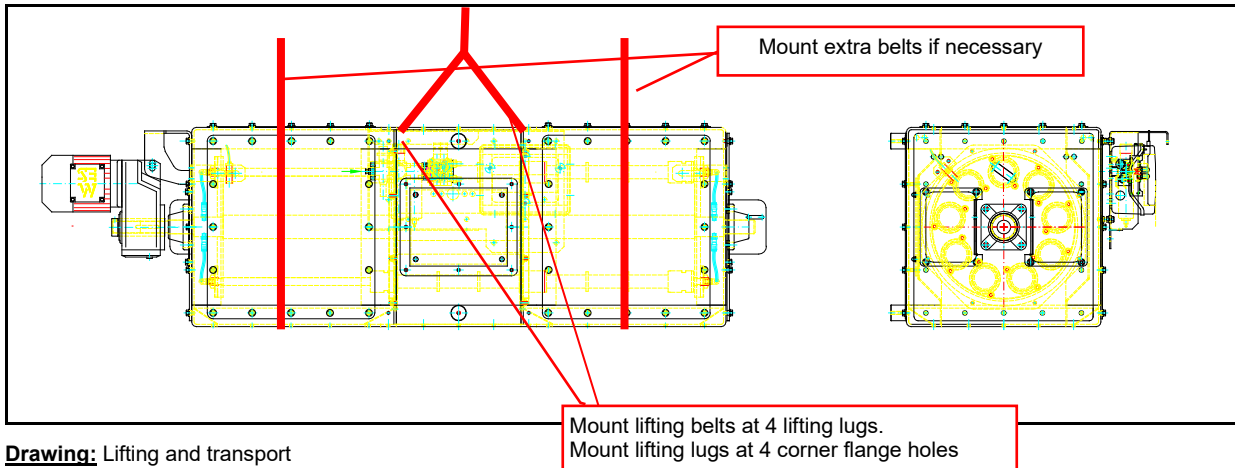 Mount extra belts if necessary
Mount lifting belts at 4 lifting lugs.
Mount lifting lugs at 4 corner flange holes
Drawing: Lifting and transport